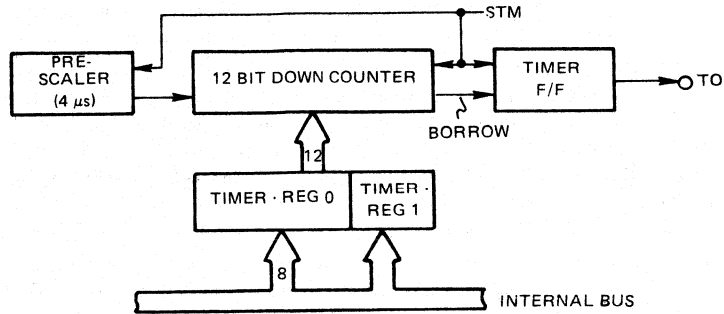 STM
PRE-
SCALER
(4 μs)
12 BIT DOWN COUNTER
TIMER
F/F
TO
BORROW
12
TIMER · REG 0
TIMER ·
REG 1
8
INTERNAL BUS